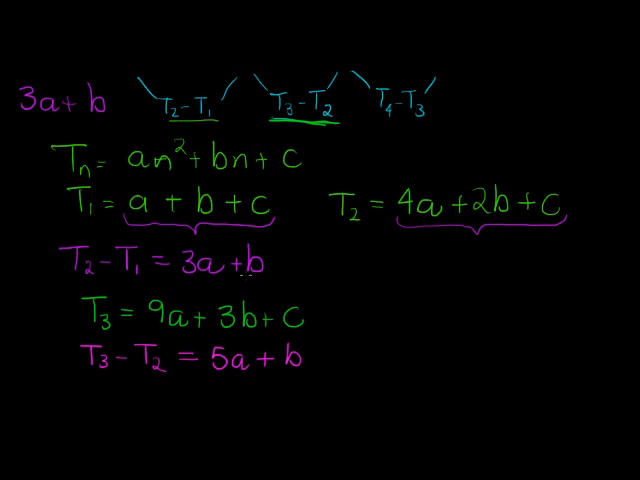 3a + b T₂ - T₁ T₃ - T₂ T₄ - T₃
Tₙ = an² + bn + c
T₁ = a + b + c T₂ = 4a + 2b + c
T₂ - T₁ = 3a + b
T₃ = 9a + 3b + c
T₃ - T₂ = 5a + b